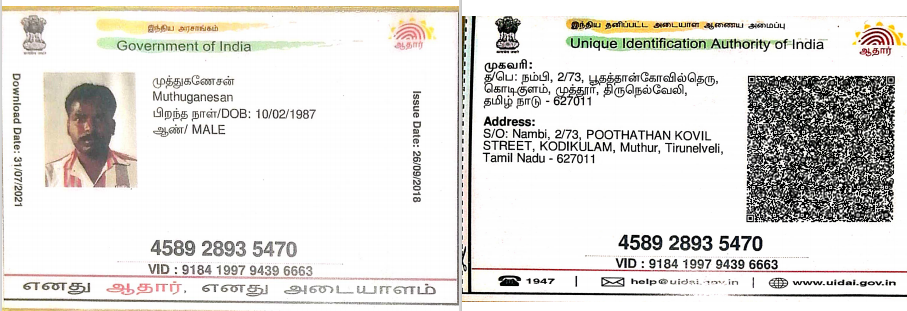 இந்திய அரசாங்கம்
Government of India
ஆதார்
Download Date: 31/07/2021
முத்துகணேசன்
Muthuganesan
பிறந்த நாள்/DOB: 10/02/1987
ஆண்/ MALE
Issue Date: 26/09/2018
4589 2893 5470
VID : 9184 1997 9439 6663
எனது ஆதார், எனது அடையாளம்
இந்திய தனிப்பட்ட அடையாள ஆணைய அமைப்பு
Unique Identification Authority of India
ஆதார்
முகவரி:
த/பெ: நம்பி, 2/73, பூதத்தான்கோவில்தெரு,
கொடிகுளம், முத்தூர், திருநெல்வேலி,
தமிழ் நாடு - 627011
Address:
S/O: Nambi, 2/73, POOTHATHAN KOVIL
STREET, KODIKULAM, Muthur, Tirunelveli,
Tamil Nadu - 627011
4589 2893 5470
VID : 9184 1997 9439 6663
1947 | help@uidai.gov.in | www.uidai.gov.in